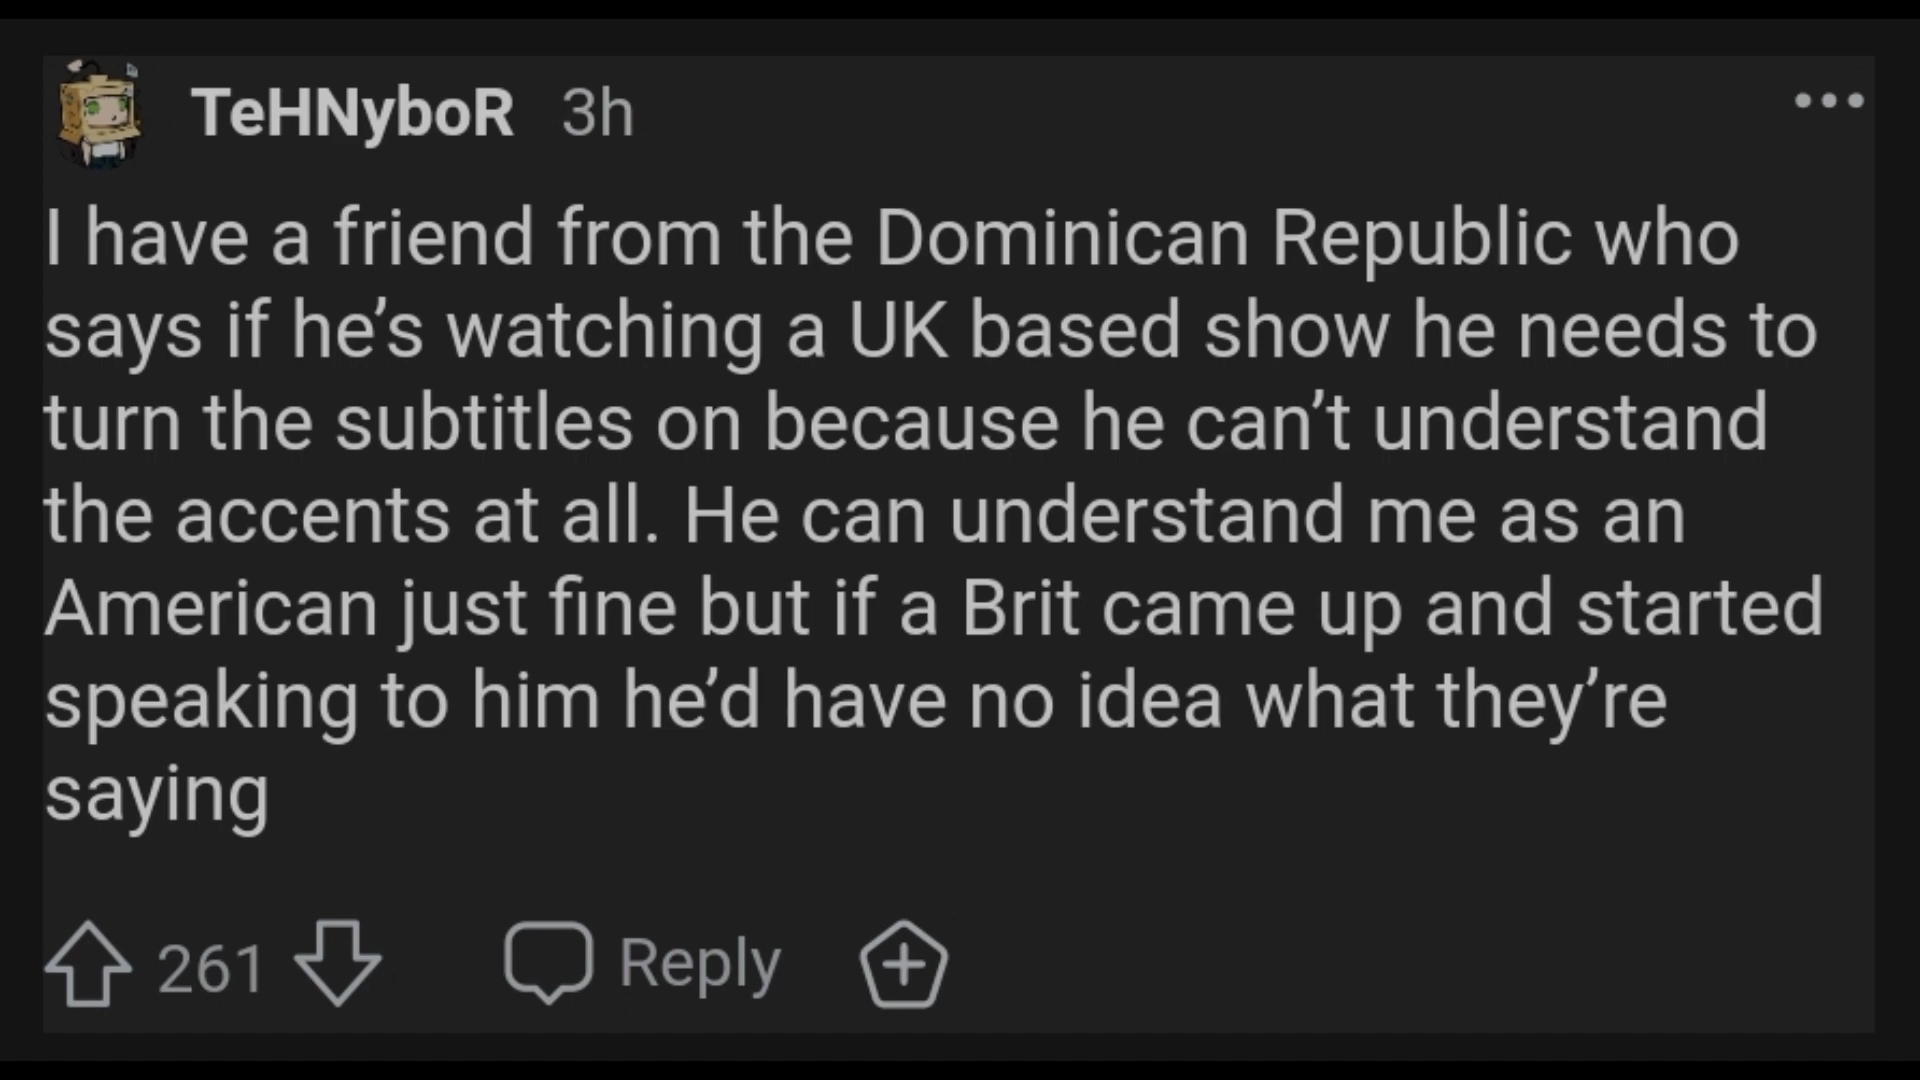 TeHNyboR 3h
I have a friend from the Dominican Republic who
says if he’s watching a UK based show he needs to
turn the subtitles on because he can’t understand
the accents at all. He can understand me as an
American just fine but if a Brit came up and started
speaking to him he’d have no idea what they’re
saying
261 Reply